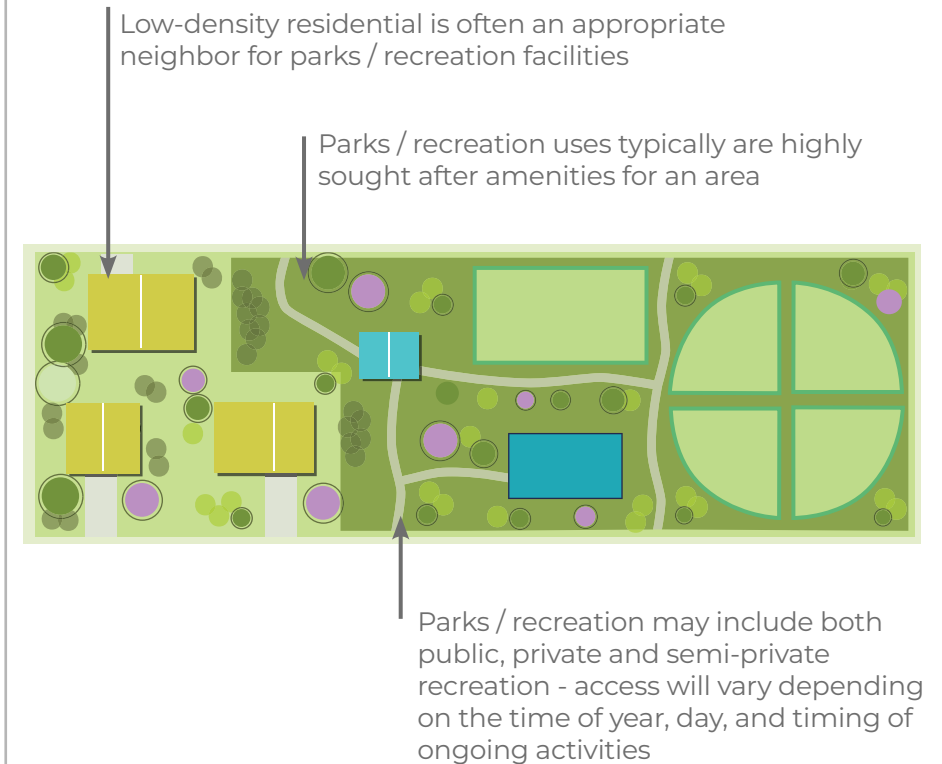 Low-density residential is often an appropriate
neighbor for parks / recreation facilities
Parks / recreation uses typically are highly
sought after amenities for an area
Parks / recreation may include both
public, private and semi-private
recreation - access will vary depending
on the time of year, day, and timing of
ongoing activities